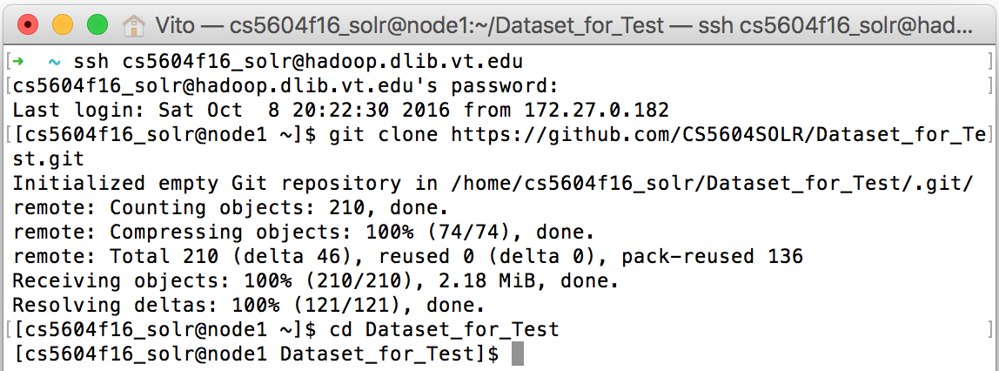 Vito — cs5604f16_solr@node1:~/Dataset_for_Test — ssh cs5604f16_solr@had...
[➜  ~ ssh cs5604f16_solr@hadoop.dlib.vt.edu ]
[cs5604f16_solr@hadoop.dlib.vt.edu's password: ]
Last login: Sat Oct  8 20:22:30 2016 from 172.27.0.182
[[cs5604f16_solr@node1 ~]$ git clone https://github.com/CS5604SOLR/Dataset_for_Te]
st.git
Initialized empty Git repository in /home/cs5604f16_solr/Dataset_for_Test/.git/
remote: Counting objects: 210, done.
remote: Compressing objects: 100% (74/74), done.
remote: Total 210 (delta 46), reused 0 (delta 0), pack-reused 136
Receiving objects: 100% (210/210), 2.18 MiB, done.
Resolving deltas: 100% (121/121), done.
[[cs5604f16_solr@node1 ~]$ cd Dataset_for_Test ]
[cs5604f16_solr@node1 Dataset_for_Test]$